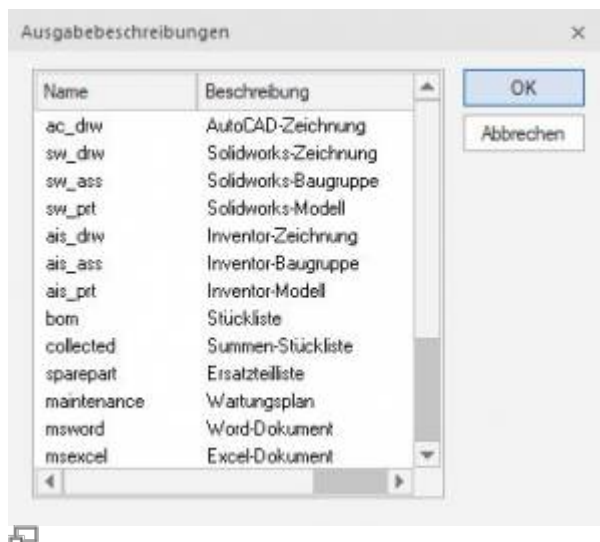 Ausgabebeschreibungen
Name Beschreibung
ac_drw AutoCAD-Zeichnung
sw_drw Solidworks-Zeichnung
sw_ass Solidworks-Baugruppe
sw_prt Solidworks-Modell
ais_drw Inventor-Zeichnung
ais_ass Inventor-Baugruppe
ais_prt Inventor-Modell
bom Stückliste
collected Summen-Stückliste
sparepart Ersatzteilliste
maintenance Wartungsplan
msword Word-Dokument
msexcel Excel-Dokument
OK
Abbrechen